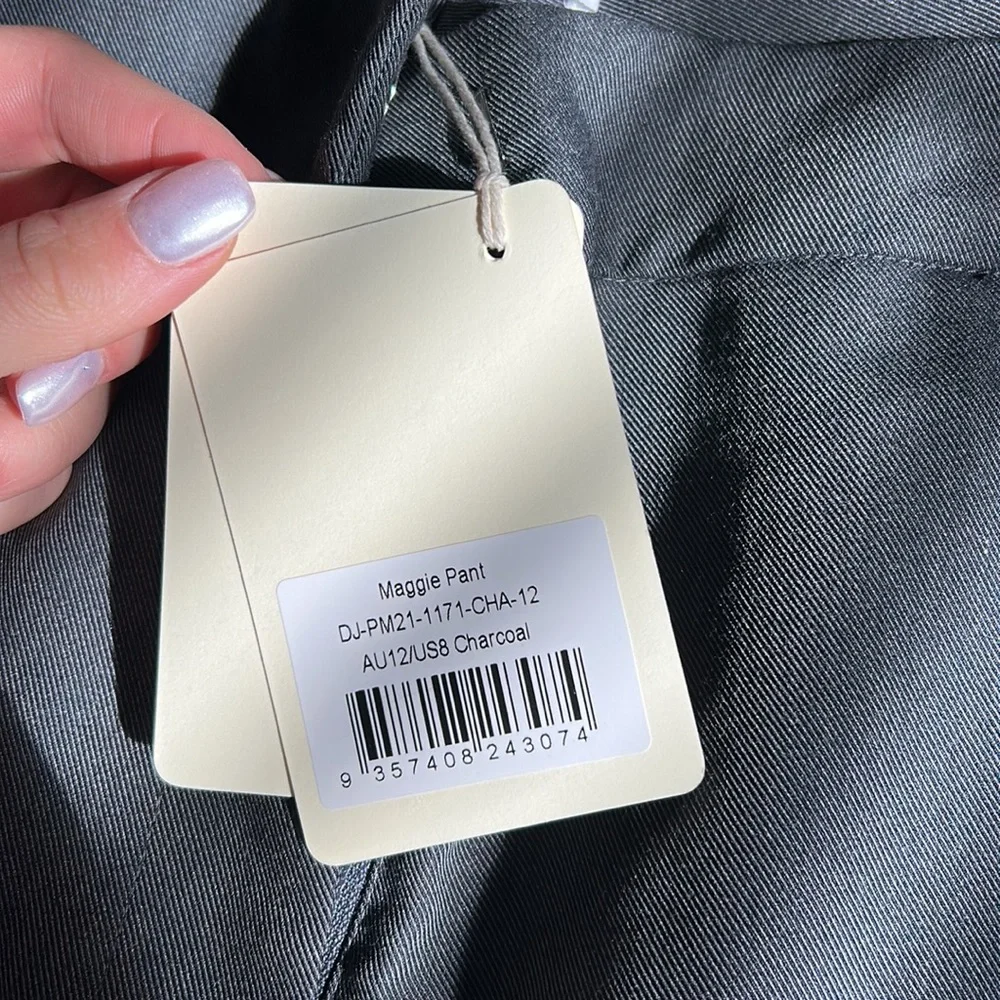 Maggie Pant
DJ-PM21-1171-CHA-12
AU12/US8 Charcoal
9 357408 243074